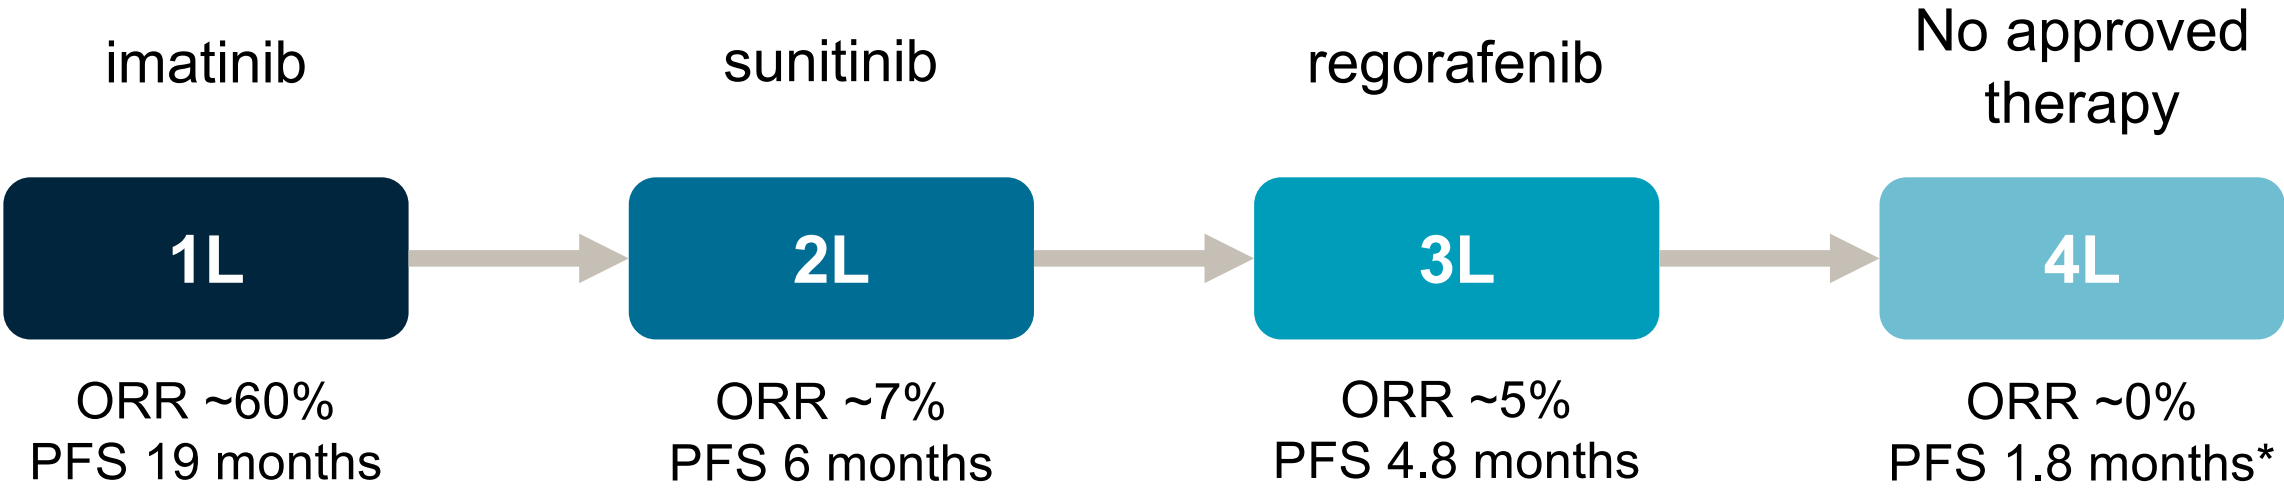 imatinib
sunitinib
regorafenib
No approved
therapy
1L
2L
3L
4L
ORR ~60%
PFS 19 months
ORR ~7%
PFS 6 months
ORR ~5%
PFS 4.8 months
ORR ~0%
PFS 1.8 months*